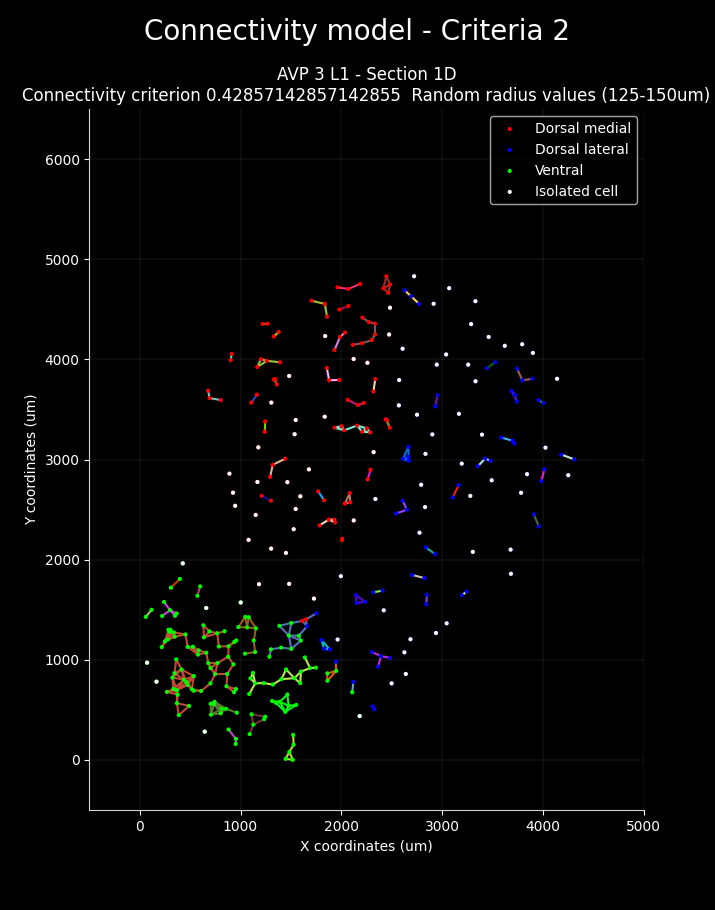 Connectivity model - Criteria 2
AVP 3 L1 - Section 1D
Connectivity criterion 0.42857142857142855  Random radius values (125-150um)
Dorsal medial
Dorsal lateral
Ventral
Isolated cell
6000
5000
4000
3000
2000
1000
0
Y coordinates (um)
0 1000 2000 3000 4000 5000
X coordinates (um)